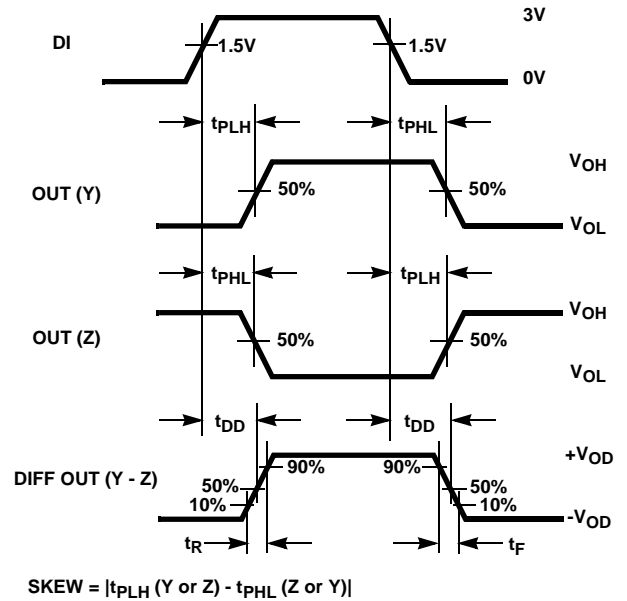 3V
DI
1.5V
1.5V
0V
tPLH
tPHL
VOH
OUT (Y)
50%
50%
VOL
tPHL
tPLH
VOH
OUT (Z)
50%
50%
VOL
tDD
tDD
+VOD
DIFF OUT (Y - Z)
90%
90%
50%
50%
10%
10%
-VOD
tR
tF
SKEW = |tPLH (Y or Z) - tPHL (Z or Y)|